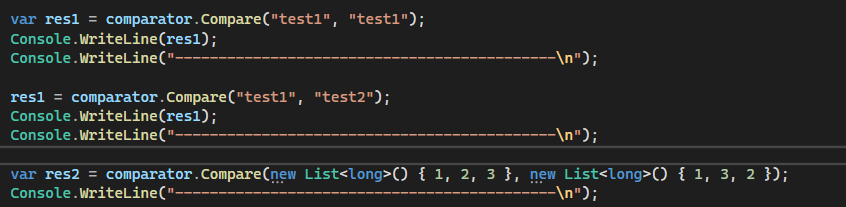 var res1 = comparator.Compare("test1", "test1");
Console.WriteLine(res1);
Console.WriteLine("--------------------------------------------\n");
res1 = comparator.Compare("test1", "test2");
Console.WriteLine(res1);
Console.WriteLine("--------------------------------------------\n");
var res2 = comparator.Compare(new List<long>() { 1, 2, 3 }, new List<long>() { 1, 3, 2 });
Console.WriteLine("--------------------------------------------\n");